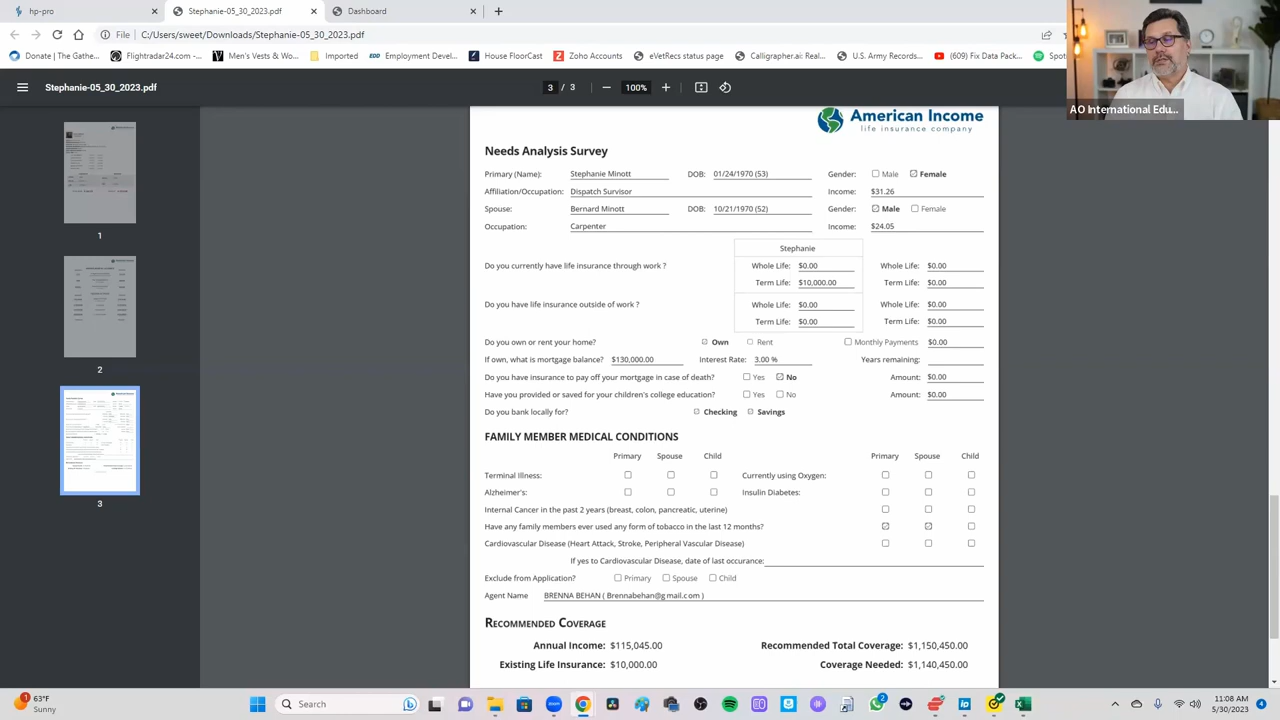 hp-pro
Stephanie-05_30_2023.pdf
Dashboard
File
C:/Users/swood/Downloads/Stephanie-05_30_2023.pdf
Donate | The Gathe...
Flightradar24.com -...
Men's Vests & Wo...
Imported
EDD Employment Develo...
House FloorCast
Zoho Accounts
eVetRecs status page
Calligrapher.ai: Real...
U.S. Army Records...
(609) Fix Data Pack...
Spot
Stephanie-05_30_2023.pdf
3 / 3
100%
AO International Edu...
1
2
3
American Income
life insurance company
Needs Analysis Survey
Primary (Name): Stephanie Minott DOB: 01/24/1970 (53) Gender: Male Female
Affiliation/Occupation: Dispatch Survisor Income: $31.26
Spouse: Bernard Minott DOB: 10/21/1970 (52) Gender: Male Female
Occupation: Carpenter Income: $24.05
Stephanie
Do you currently have life insurance through work ? Whole Life: $0.00 Whole Life: $0.00
Term Life: $10,000.00 Term Life: $0.00
Do you have life insurance outside of work ? Whole Life: $0.00 Whole Life: $0.00
Term Life: $0.00 Term Life: $0.00
Do you own or rent your home? Own Rent Monthly Payments $0.00
If own, what is mortgage balance? $130,000.00 Interest Rate: 3.00 % Years remaining:
Do you have insurance to pay off your mortgage in case of death? Yes No Amount: $0.00
Have you provided or saved for your children's college education? Yes No Amount: $0.00
Do you bank locally for? Checking Savings
FAMILY MEMBER MEDICAL CONDITIONS
Primary Spouse Child Primary Spouse Child
Terminal Illness: Currently using Oxygen:
Alzheimer's: Insulin Diabetes:
Internal Cancer in the past 2 years (breast, colon, pancreatic, uterine)
Have any family members ever used any form of tobacco in the last 12 months?
Cardiovascular Disease (Heart Attack, Stroke, Peripheral Vascular Disease)
If yes to Cardiovascular Disease, date of last occurance:
Exclude from Application? Primary Spouse Child
Agent Name BRENNA BEHAN ( Brennabehan@gmail.com )
RECOMMENDED COVERAGE
Annual Income: $115,045.00 Recommended Total Coverage: $1,150,450.00
Existing Life Insurance: $10,000.00 Coverage Needed: $1,140,450.00
5 hp
Sunny
Search
zoom
2
11:08 AM
5/30/2023
4